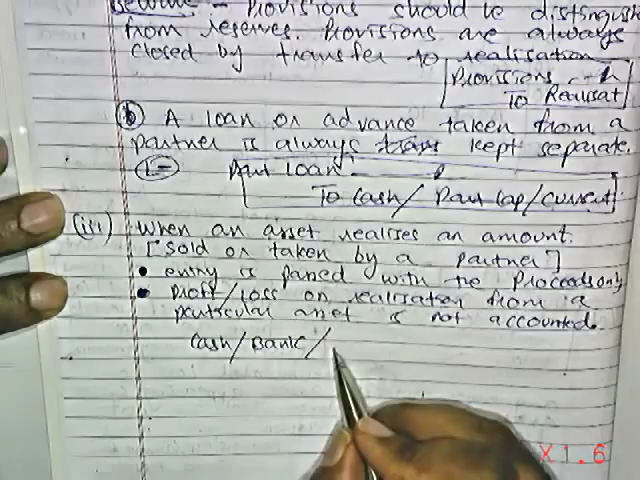 Beware - Provisions should be distinguish
from reserves. Provisions are always
closed by transfer to realisation
Provisions
To Realisat
(b) A loan or advance taken from a
partner is always trans kept separate.
Part Loan
To Cash/ Part Cap/current
(iii) when an asset realises an amount.
[sold or taken by a partner]
• entry is passed with the proceeds only
• profit/loss on realisation from a
particular asset is not accounted.
Cash/Bank/
X1.6